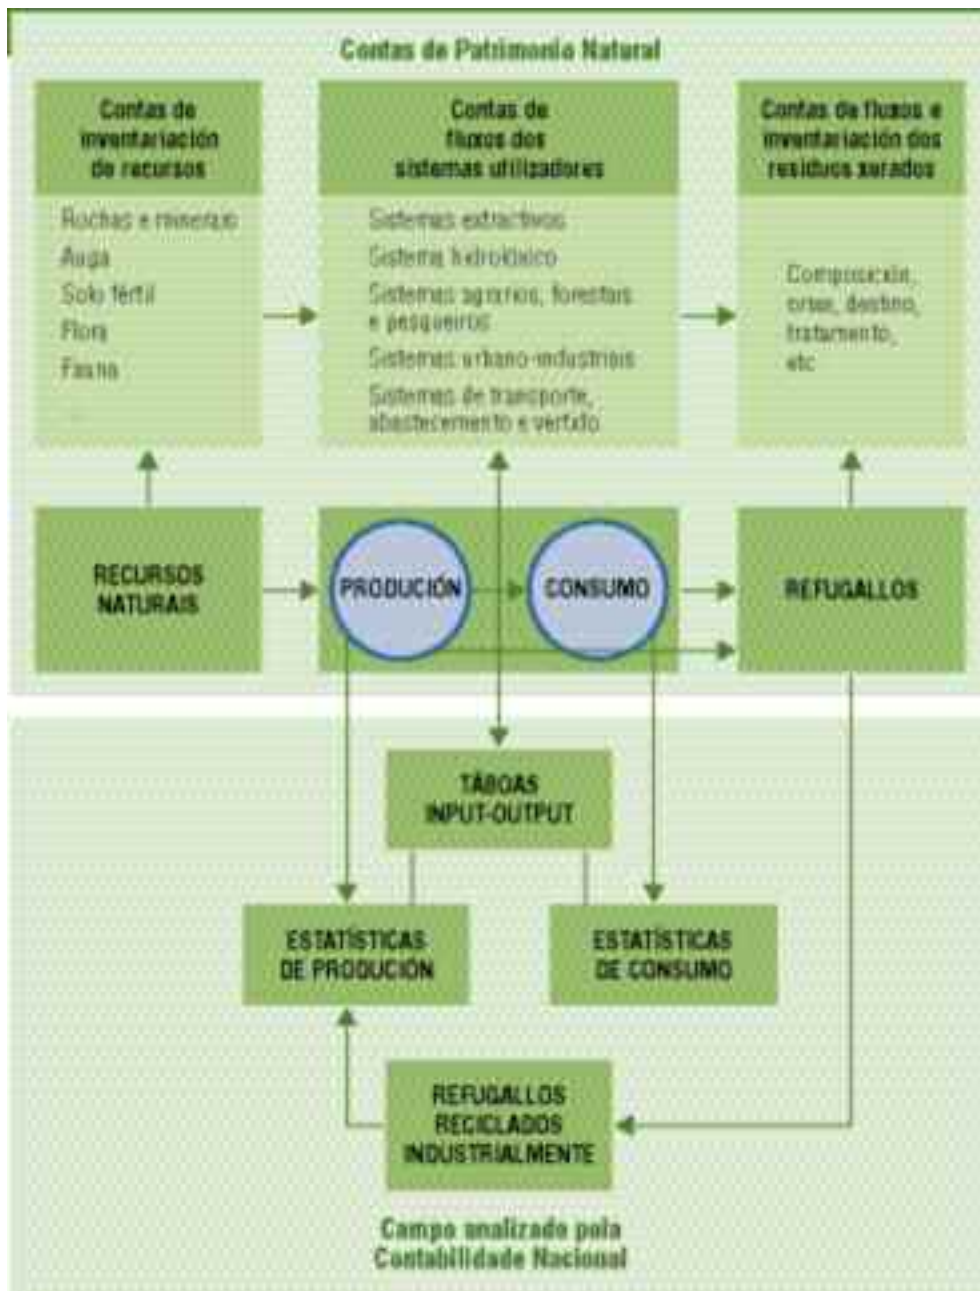 Contas de Patrimonio Natural
Contas de
inventariación
de recursos
Rochas e minerais
Auga
Solo fértil
Flora
Fauna
Contas de
fluxos dos
sistemas utilizadores
Sistemas extractivos
Sistema hidrolóxico
Sistemas agrarios, forestais
e pesqueiros
Sistemas urbano-industriais
Sistemas de transporte,
abastecemento e vertido
Contas de fluxos e
inventariación dos
residuos xerados
Composición,
orixe, destino,
tratamento,
etc
RECURSOS
NATURAIS
PRODUCIÓN
CONSUMO
REFUGALLOS
TÁBOAS
INPUT-OUTPUT
ESTATÍSTICAS
DE PRODUCIÓN
ESTATÍSTICAS
DE CONSUMO
REFUGALLOS
RECICLADOS
INDUSTRIALMENTE
Campo analizado pola
Contabilidade Nacional